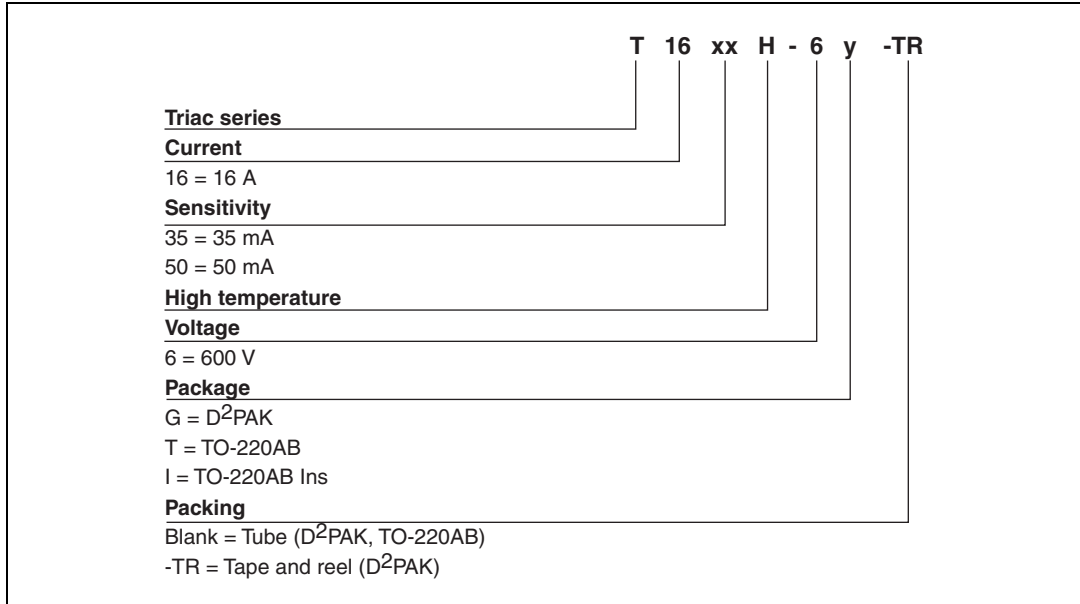 T 16 xx H - 6 y -TR
Triac series
Current
16 = 16 A
Sensitivity
35 = 35 mA
50 = 50 mA
High temperature
Voltage
6 = 600 V
Package
G = D²PAK
T = TO-220AB
I = TO-220AB Ins
Packing
Blank = Tube (D²PAK, TO-220AB)
-TR = Tape and reel (D²PAK)